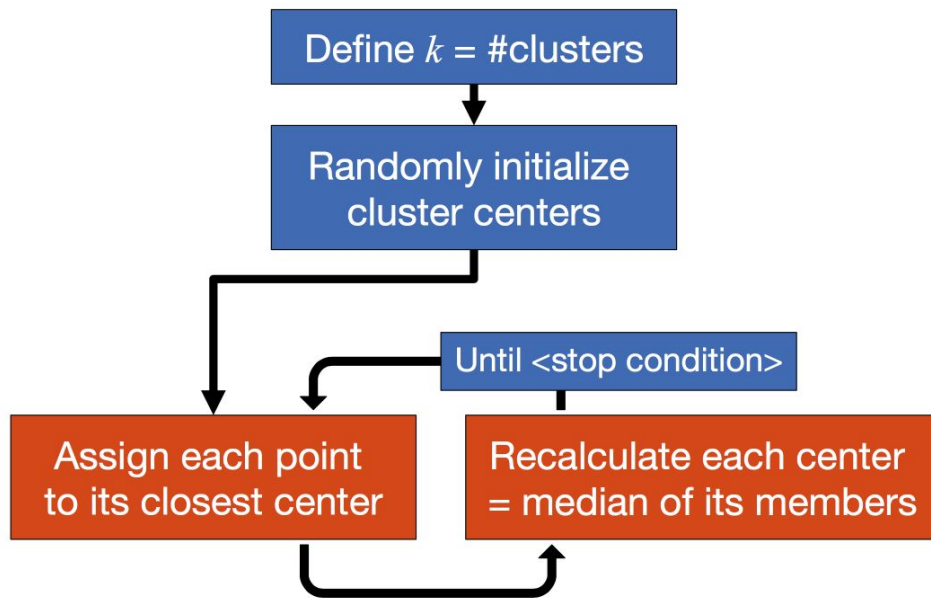 Define k = #clusters
Randomly initialize
cluster centers
Until <stop condition>
Assign each point
to its closest center
Recalculate each center
= median of its members